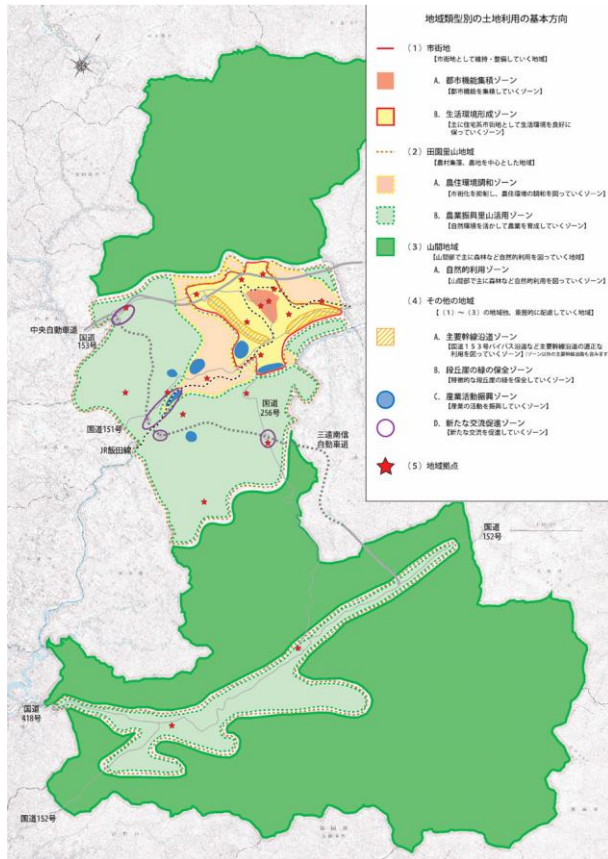 地域類型別の土地利用の基本方向
（1）市街地
【市街地として維持・整備していく地域】
A. 都市機能集積ゾーン
【都市機能を集積していくゾーン】
B. 生活環境形成ゾーン
【主に住宅系市街地として生活環境を良好に
保っていくゾーン】
（2）田園里山地域
【農村集落、農地を中心とした地域】
A. 農住環境調和ゾーン
【市街化を抑制し、農住環境の調和を図っていくゾーン】
B. 農業振興里山活用ゾーン
【自然環境を活かして農業を育成していくゾーン】
（3）山間地域
【山間部で主に森林など自然的利用を図っていく地域】
A. 自然的利用ゾーン
【山間部で主に森林など自然的利用を図っていくゾーン】
（4）その他の地域
【（1）～（3）の地域他、重層的に配慮していく地域】
A. 主要幹線沿道ゾーン
【国道153号バイパス沿道など主要幹線沿道の適正な
利用を図っていくゾーン】
B. 段丘崖の緑の保全ゾーン
【特徴的な段丘崖の緑を保全していくゾーン】
C. 産業活動振興ゾーン
【産業の活動を振興していくゾーン】
D. 新たな交流促進ゾーン
【新たな交流を促進していくゾーン】
（5）地域拠点
中央自動車道
国道
153号
国道151号
JR飯田線
国道
256号
三遠南信
自動車道
国道
152号
国道
418号
国道152号